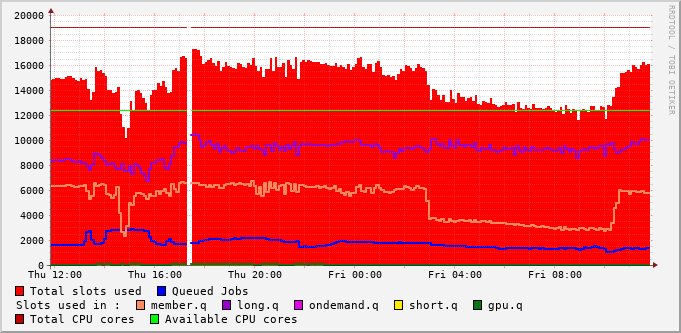 RRDTOOL / TOBI OETIKER
20000
18000
16000
14000
12000
10000
8000
6000
4000
2000
0
Thu 12:00 Thu 16:00 Thu 20:00 Fri 00:00 Fri 04:00 Fri 08:00
Total slots used Queued Jobs
Slots used in : member.q long.q ondemand.q short.q gpu.q
Total CPU cores Available CPU cores